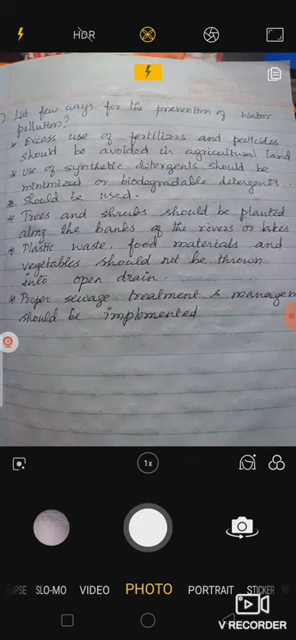 HDR
) List few ways for the prevention of water
pollution?
* Excess use of fertilizers and pesticides
should be avoided in agricultural land
* Use of synthetic detergents should be
minimized or biodegradable detergents.
* should be used.
* Trees and shrubs should be planted
along the banks of the rivers or lakes
* Plastic waste, food materials and
vegetables should not be thrown
into open drain.
* Proper sewage treatment & managem
should be implemented
1x
SLO-MO VIDEO PHOTO PORTRAIT STICKER
V RECORDER